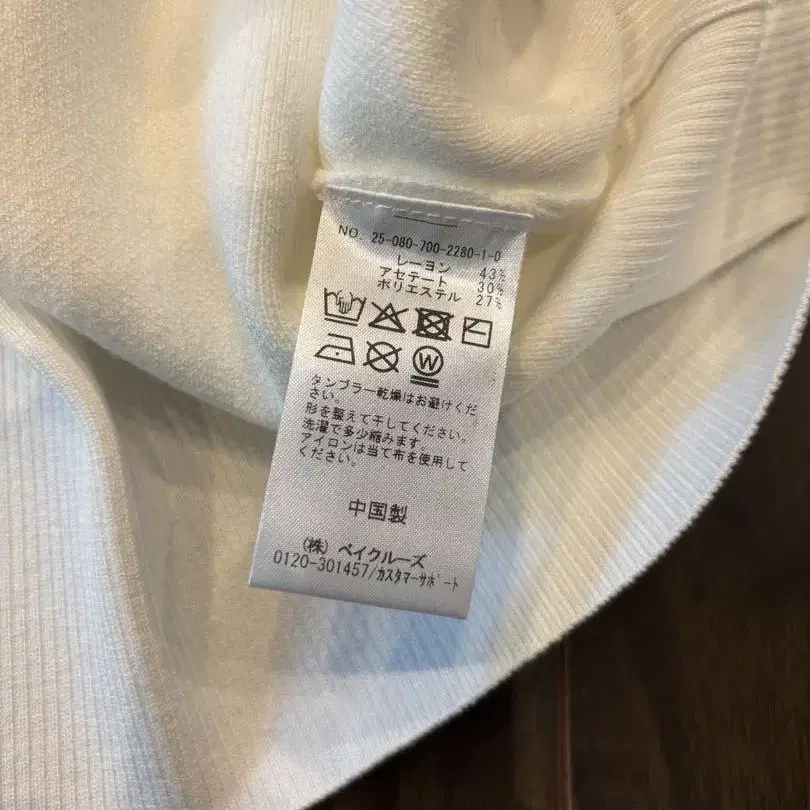 NO. 25-080-700-2280-1-0
レーヨン 43%
アセテート 30%
ポリエステル 27%
W
タンブラー乾燥はお避けくだ
さい。
形を整えて干してください。
洗濯で多少縮みます。
アイロンは当て布を使用して
ください。
中国製
(株) ベイクルーズ
0120-301457/カスタマーサポート